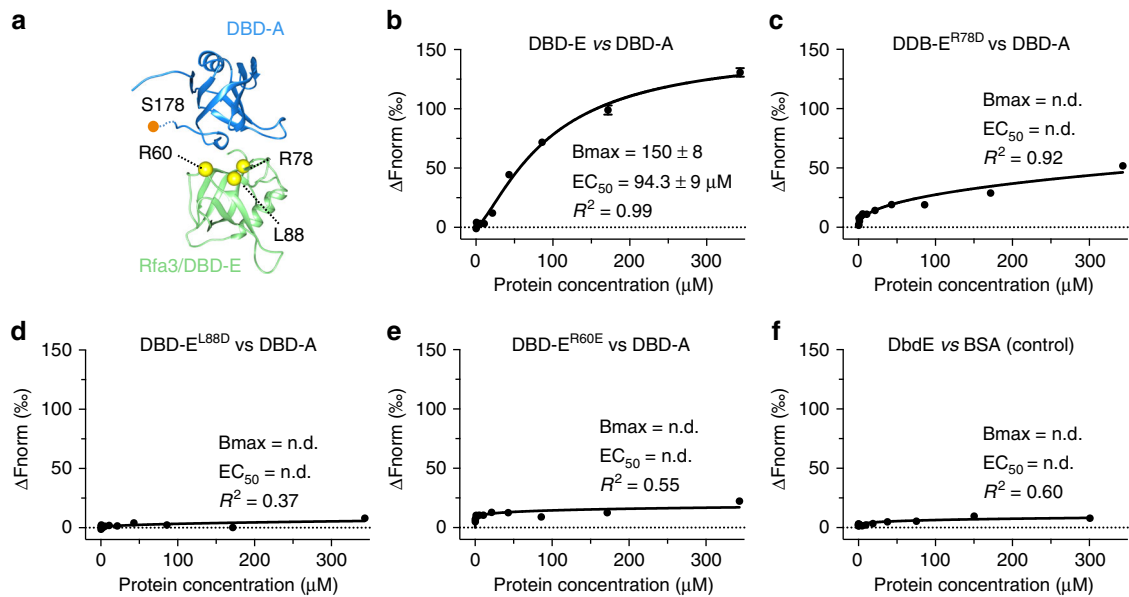 a
DBD-A
S178
R60
R78
L88
Rfa3/DBD-E
b
DBD-E vs DBD-A
150
100
50
0
ΔFnorm (‰)
Bmax = 150 ± 8
EC50 = 94.3 ± 9 μM
R2 = 0.99
0
100
200
300
Protein concentration (μM)
c
DDB-ER78D vs DBD-A
150
100
50
0
ΔFnorm (‰)
Bmax = n.d.
EC50 = n.d.
R2 = 0.92
0
100
200
300
Protein concentration (μM)
d
DBD-EL88D vs DBD-A
150
100
50
0
ΔFnorm (‰)
Bmax = n.d.
EC50 = n.d.
R2 = 0.37
0
100
200
300
Protein concentration (μM)
e
DBD-ER60E vs DBD-A
150
100
50
0
ΔFnorm (‰)
Bmax = n.d.
EC50 = n.d.
R2 = 0.55
0
100
200
300
Protein concentration (μM)
f
DbdE vs BSA (control)
150
100
50
0
ΔFnorm (‰)
Bmax = n.d.
EC50 = n.d.
R2 = 0.60
0
100
200
300
Protein concentration (μM)